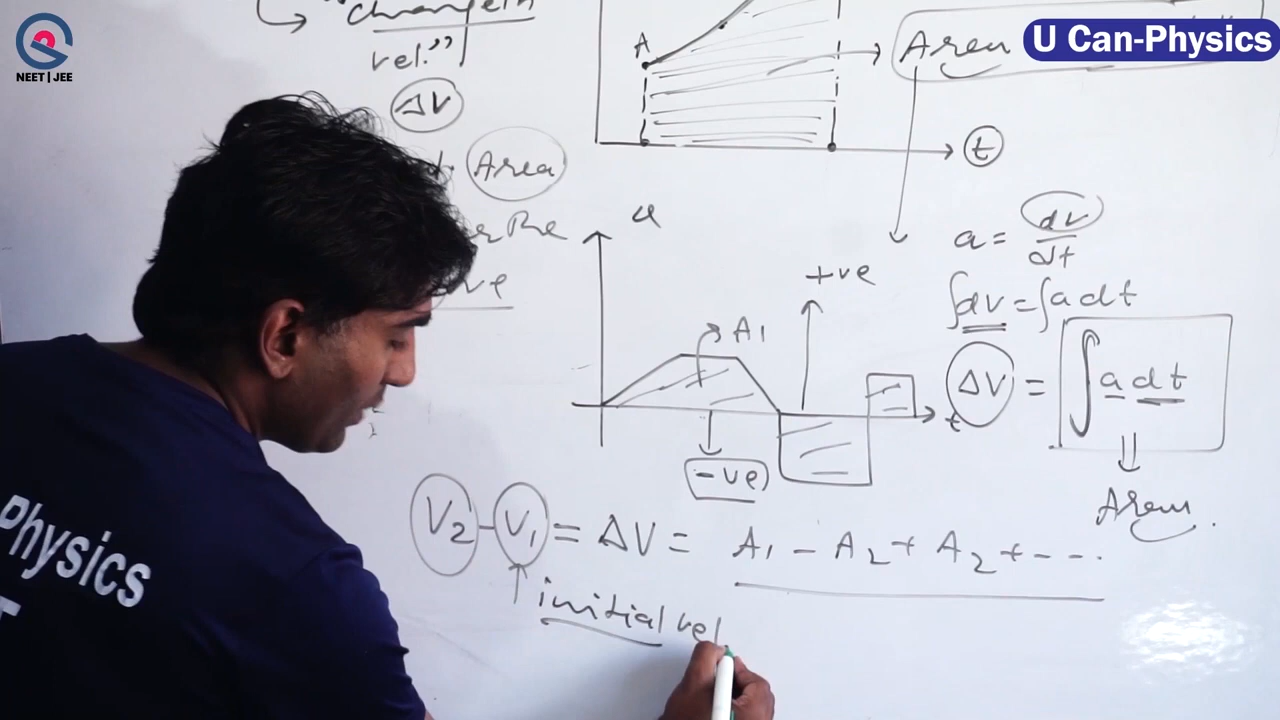 NEET | JEE
U Can-Physics
change in
vel."
ΔV
Area
A
Area
t
a
a = dv/dt
+ve
∫dv = ∫a dt
A1
ΔV = ∫ a dt
t
-ve
Area
V2 - V1 = ΔV = A1 - A2 + A2 + - - -
initial vel
Physics